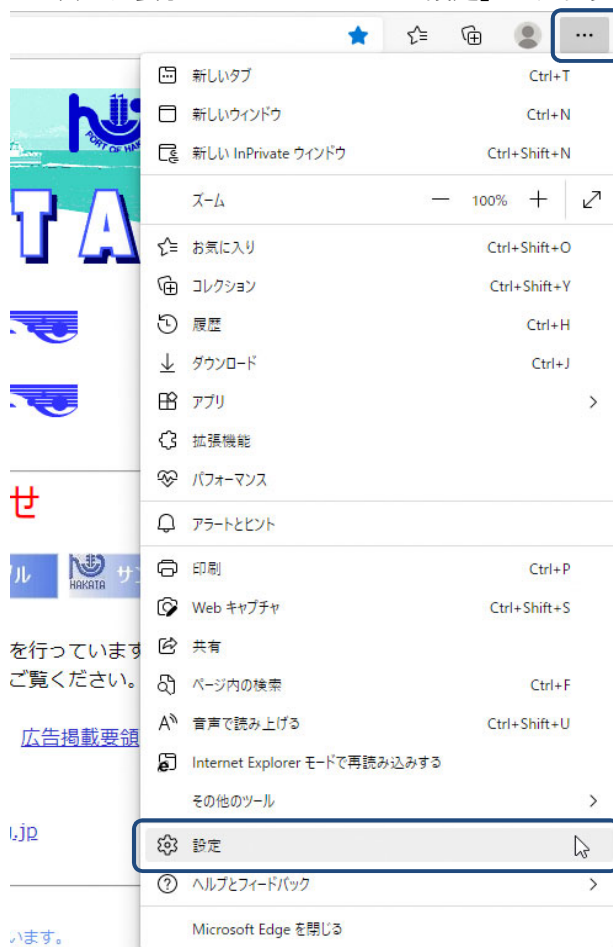 新しいタブ Ctrl+T
新しいウィンドウ Ctrl+N
新しい InPrivate ウィンドウ Ctrl+Shift+N
ズーム — 100% +
お気に入り Ctrl+Shift+O
コレクション Ctrl+Shift+Y
履歴 Ctrl+H
ダウンロード Ctrl+J
アプリ
拡張機能
パフォーマンス
アラートとヒント
印刷 Ctrl+P
Web キャプチャ Ctrl+Shift+S
共有
ページ内の検索 Ctrl+F
音声で読み上げる Ctrl+Shift+U
Internet Explorer モードで再読み込みする
その他のツール
設定
ヘルプとフィードバック
Microsoft Edge を閉じる
PORT OF HAK
TA
せ
ル
HAKATA サン
を行っています
ご覧ください。
広告掲載要領
.jp
います。